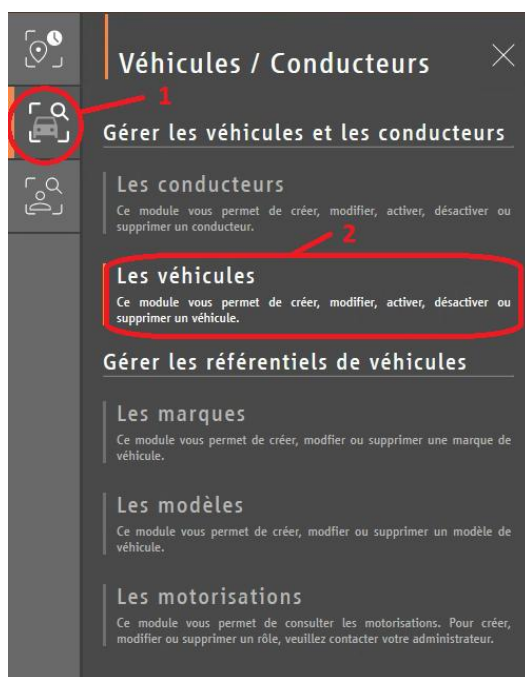 Véhicules / Conducteurs
1
Gérer les véhicules et les conducteurs
Les conducteurs
Ce module vous permet de créer, modifier, activer, désactiver ou
supprimer un conducteur.
2
Les véhicules
Ce module vous permet de créer, modifier, activer, désactiver ou
supprimer un véhicule.
Gérer les référentiels de véhicules
Les marques
Ce module vous permet de créer, modfier ou supprimer une marque de
véhicule.
Les modèles
Ce module vous permet de créer, modfier ou supprimer un modèle de
véhicule.
Les motorisations
Ce module vous permet de consulter les motorisations. Pour créer,
modifier ou supprimer un rôle, veuillez contacter votre administrateur.